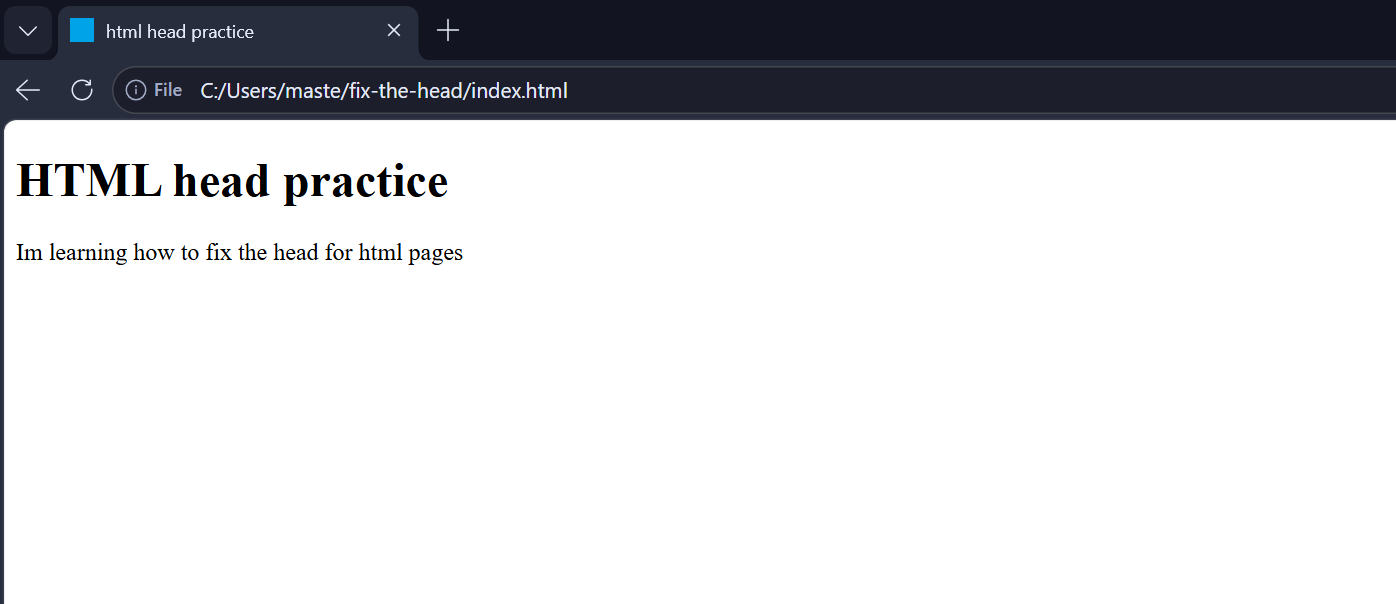 html head practice
File C:/Users/maste/fix-the-head/index.html
HTML head practice
Im learning how to fix the head for html pages